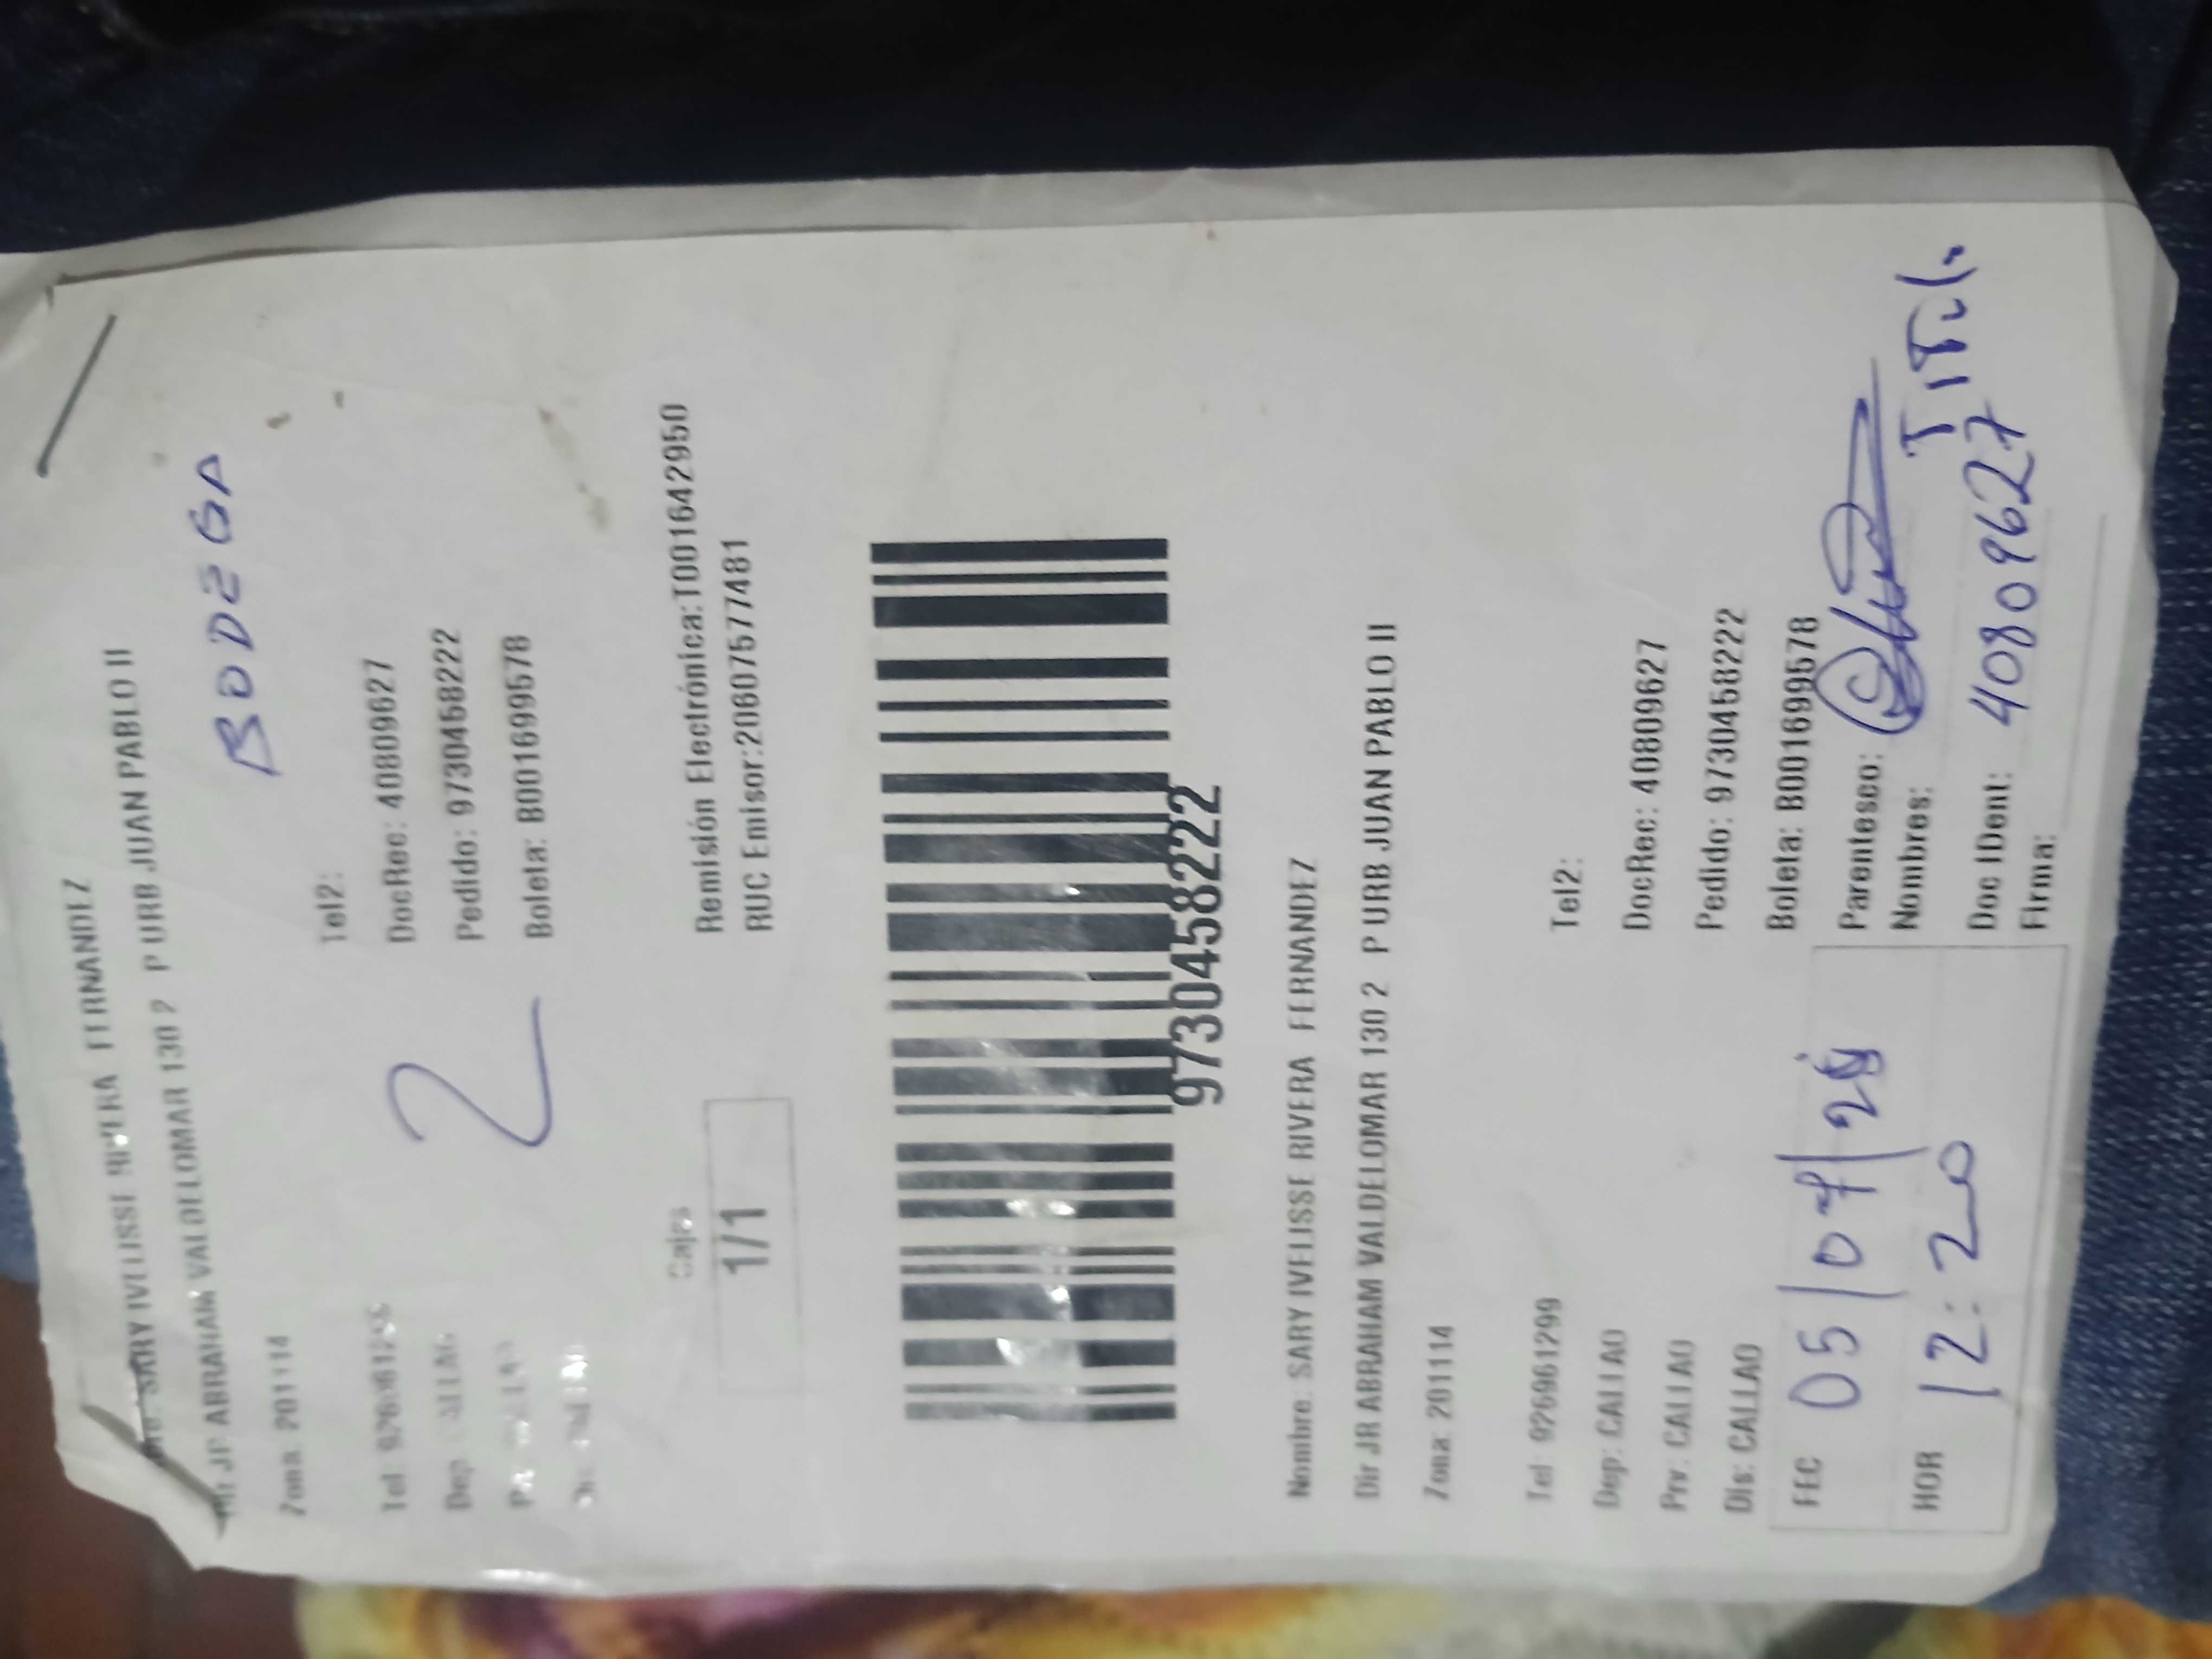 SARY IVELISSE RIVERA FERNANDEZ
Dir JR ABRAHAM VALDELOMAR 130 2 P URB JUAN PABLO II
BODEGA
Zona: 201114
Tel2:
Tel:
DocRec: 40809627
Dep:
Pedido: 9730458222
Boleta: B001699578
2
Cajas
1/1
Remisión Electrónica:T001642950
RUC Emisor:20607577481
9730458222
Nombre: SARY IVELISSE RIVERA FERNANDEZ
Dir JR ABRAHAM VALDELOMAR 130 2 P URB JUAN PABLO II
Zona: 201114
Tel: 926961299 Tel2:
Dep: CALLAO DocRec: 40809627
Prv: CALLAO Pedido: 9730458222
Dis: CALLAO Boleta: B001699578
FEC 05/07/ Parentesco:
HOR 12:20 Nombres:
Doc IDent: 40809627
Firma: